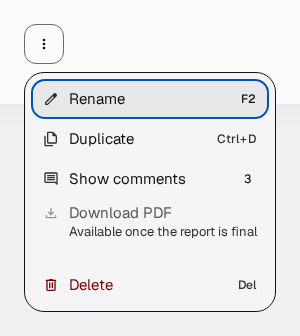 Rename F2
Duplicate Ctrl+D
Show comments 3
Download PDF
Available once the report is final
Delete Del